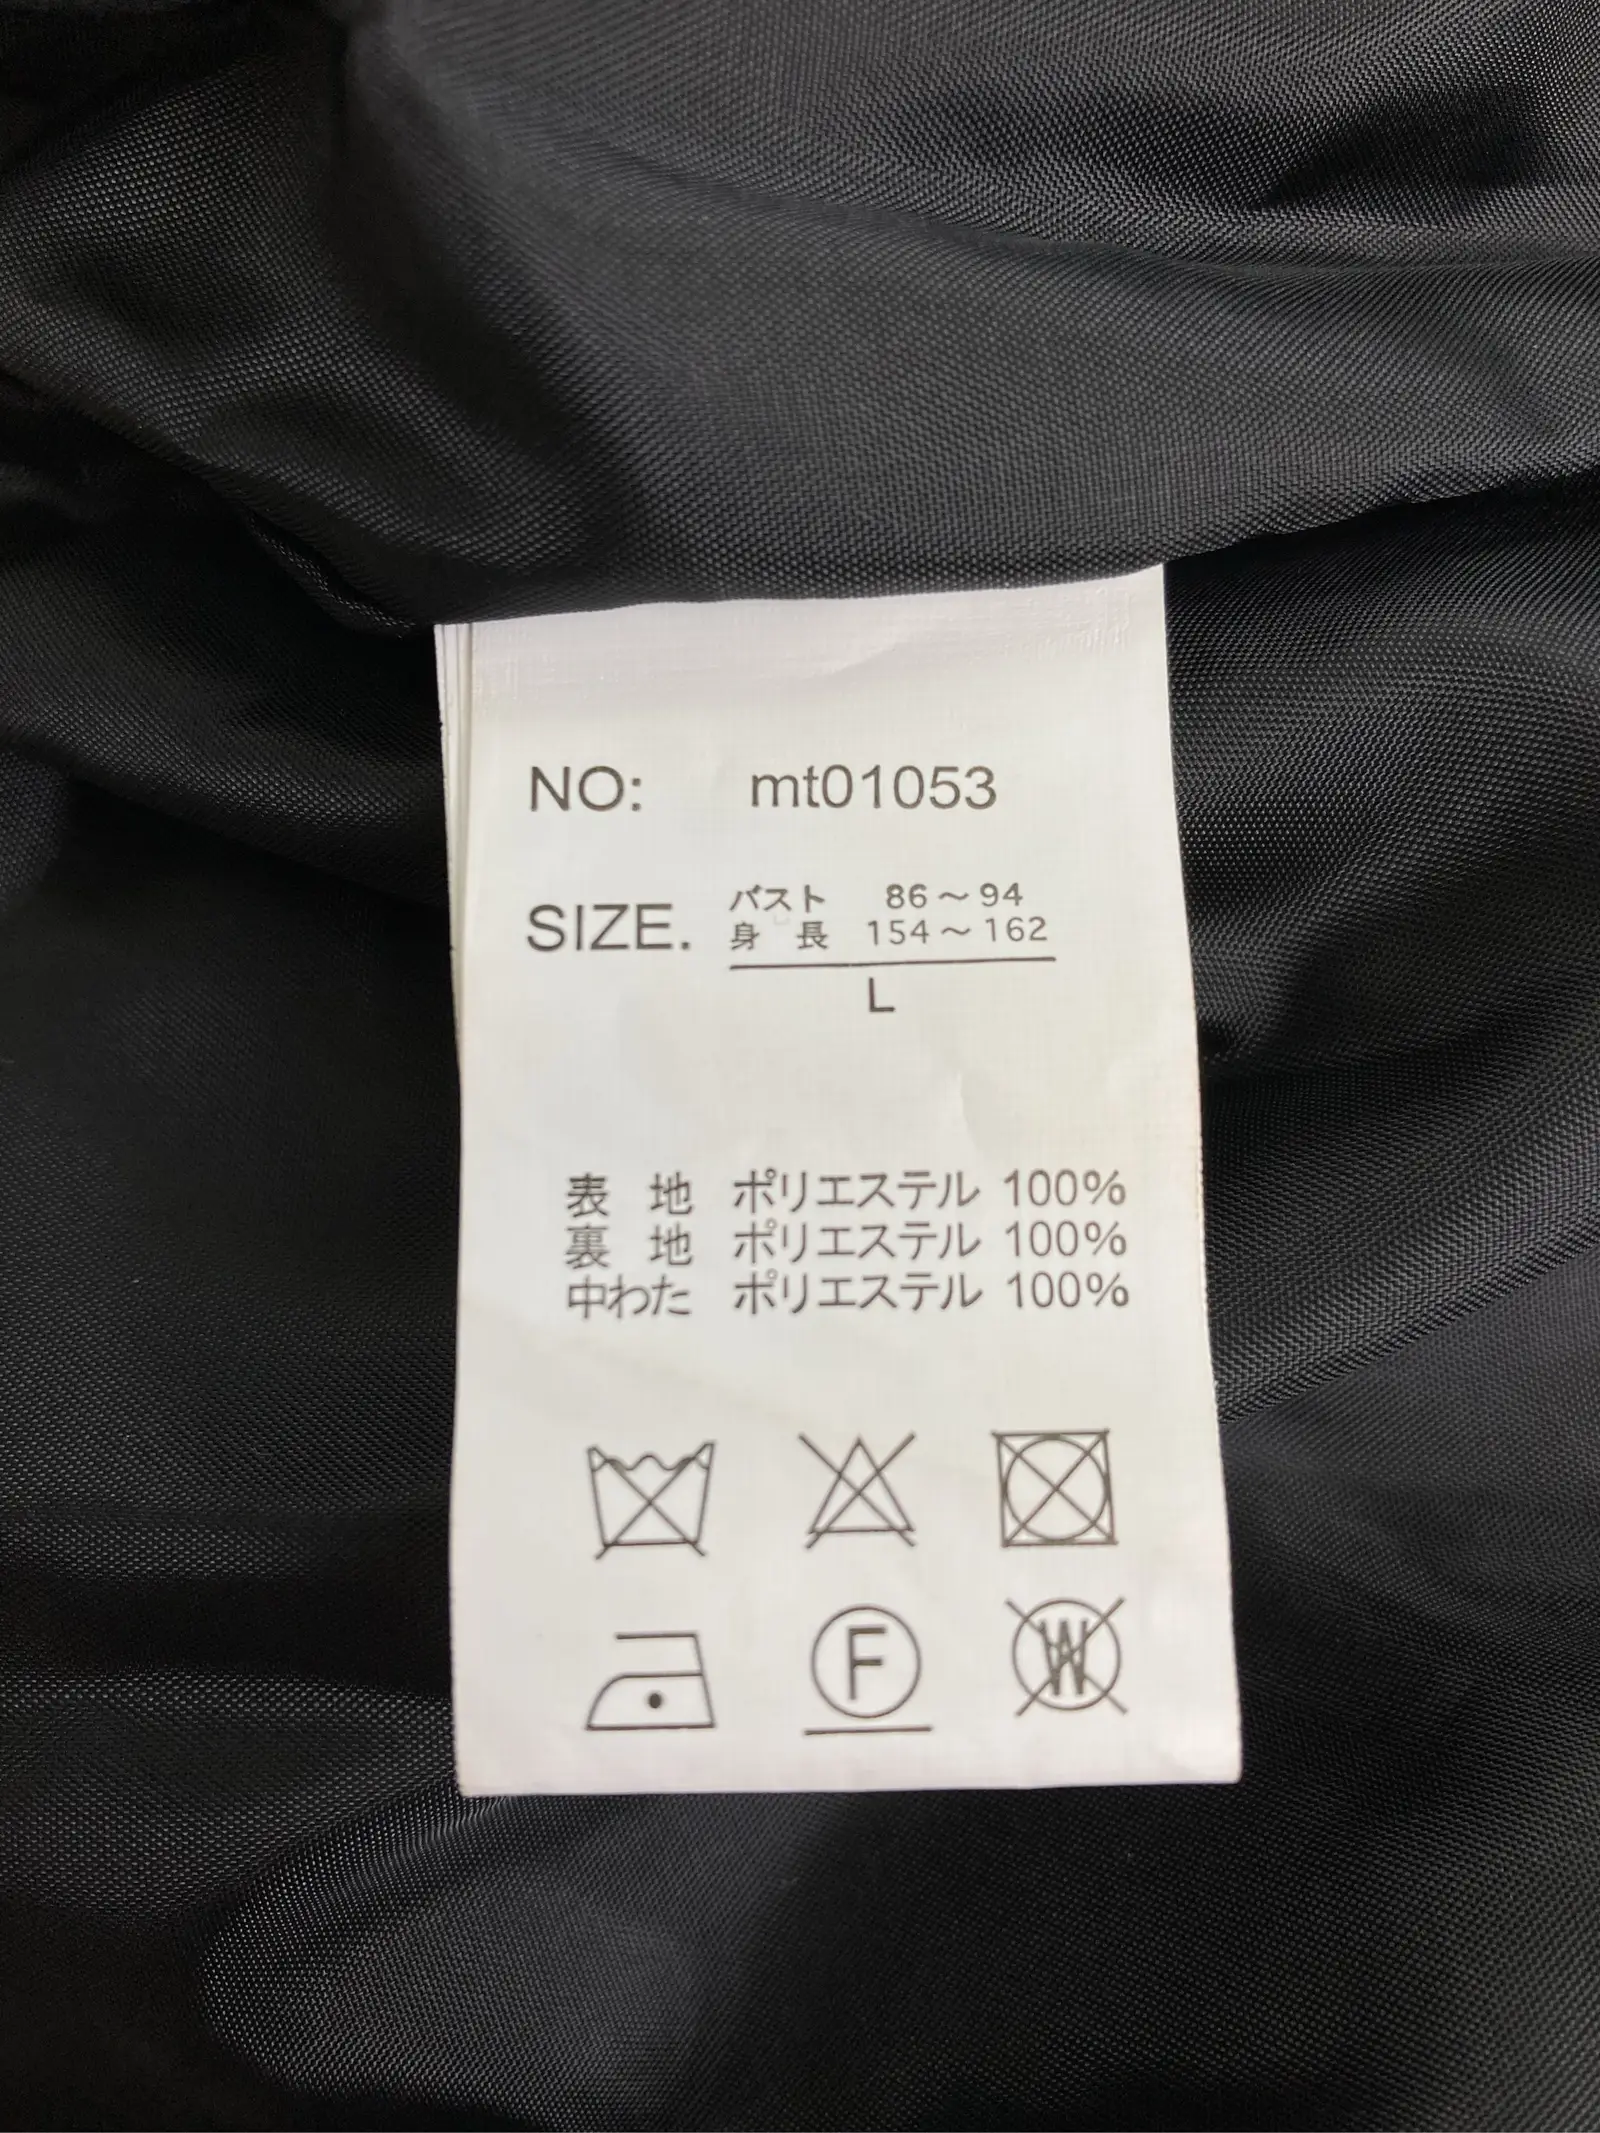 NO: mt01053
SIZE. バスト 86～94
身長 154～162
L
表地 ポリエステル 100%
裏地 ポリエステル 100%
中わた ポリエステル 100%
F W